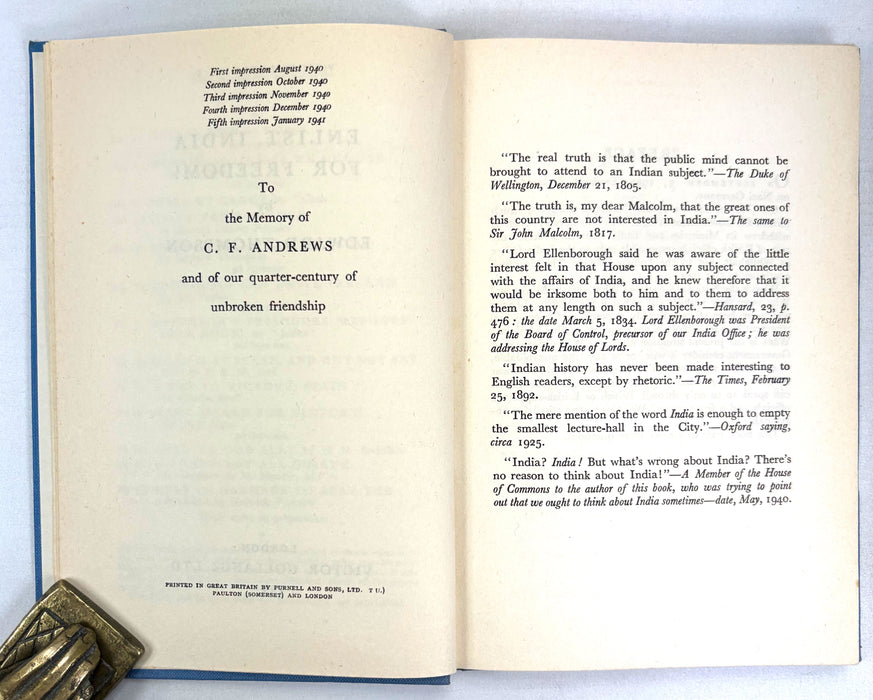 First impression August 1940
Second impression October 1940
Third impression November 1940
Fourth impression December 1940
Fifth impression January 1941
To
the Memory of
C. F. ANDREWS
and of our quarter-century of
unbroken friendship
PRINTED IN GREAT BRITAIN BY PURNELL AND SONS, LTD. T U.)
PAULTON (SOMERSET) AND LONDON
"The real truth is that the public mind cannot be
brought to attend to an Indian subject."—The Duke of
Wellington, December 21, 1805.
"The truth is, my dear Malcolm, that the great ones of
this country are not interested in India."—The same to
Sir John Malcolm, 1817.
"Lord Ellenborough said he was aware of the little
interest felt in that House upon any subject connected
with the affairs of India, and he knew therefore that it
would be irksome both to him and to them to address
them at any length on such a subject."—Hansard, 23, p.
476: the date March 5, 1834. Lord Ellenborough was President
of the Board of Control, precursor of our India Office; he was
addressing the House of Lords.
"Indian history has never been made interesting to
English readers, except by rhetoric."—The Times, February
25, 1892.
"The mere mention of the word India is enough to empty
the smallest lecture-hall in the City."—Oxford saying,
circa 1925.
"India? India! But what's wrong about India? There's
no reason to think about India!"—A Member of the House
of Commons to the author of this book, who was trying to point
out that we ought to think about India sometimes—date, May, 1940.